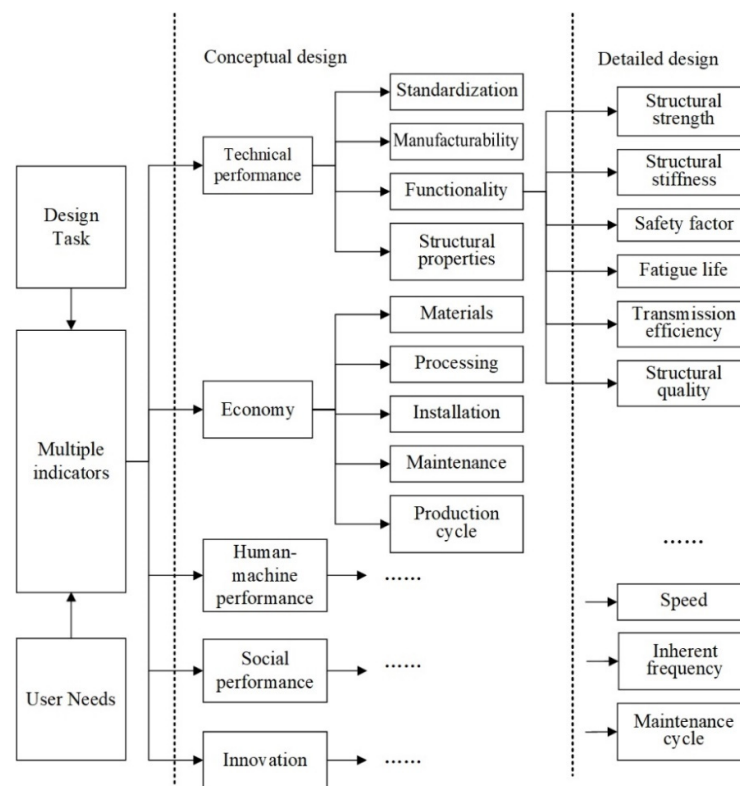 Conceptual design
Detailed design
Design
Task
Multiple
indicators
User Needs
Technical
performance
Economy
Human-
machine
performance
Social
performance
Innovation
Standardization
Manufacturability
Functionality
Structural
properties
Materials
Processing
Installation
Maintenance
Production
cycle
......
......
......
Structural
strength
Structural
stiffness
Safety factor
Fatigue life
Transmission
efficiency
Structural
quality
......
Speed
Inherent
frequency
Maintenance
cycle